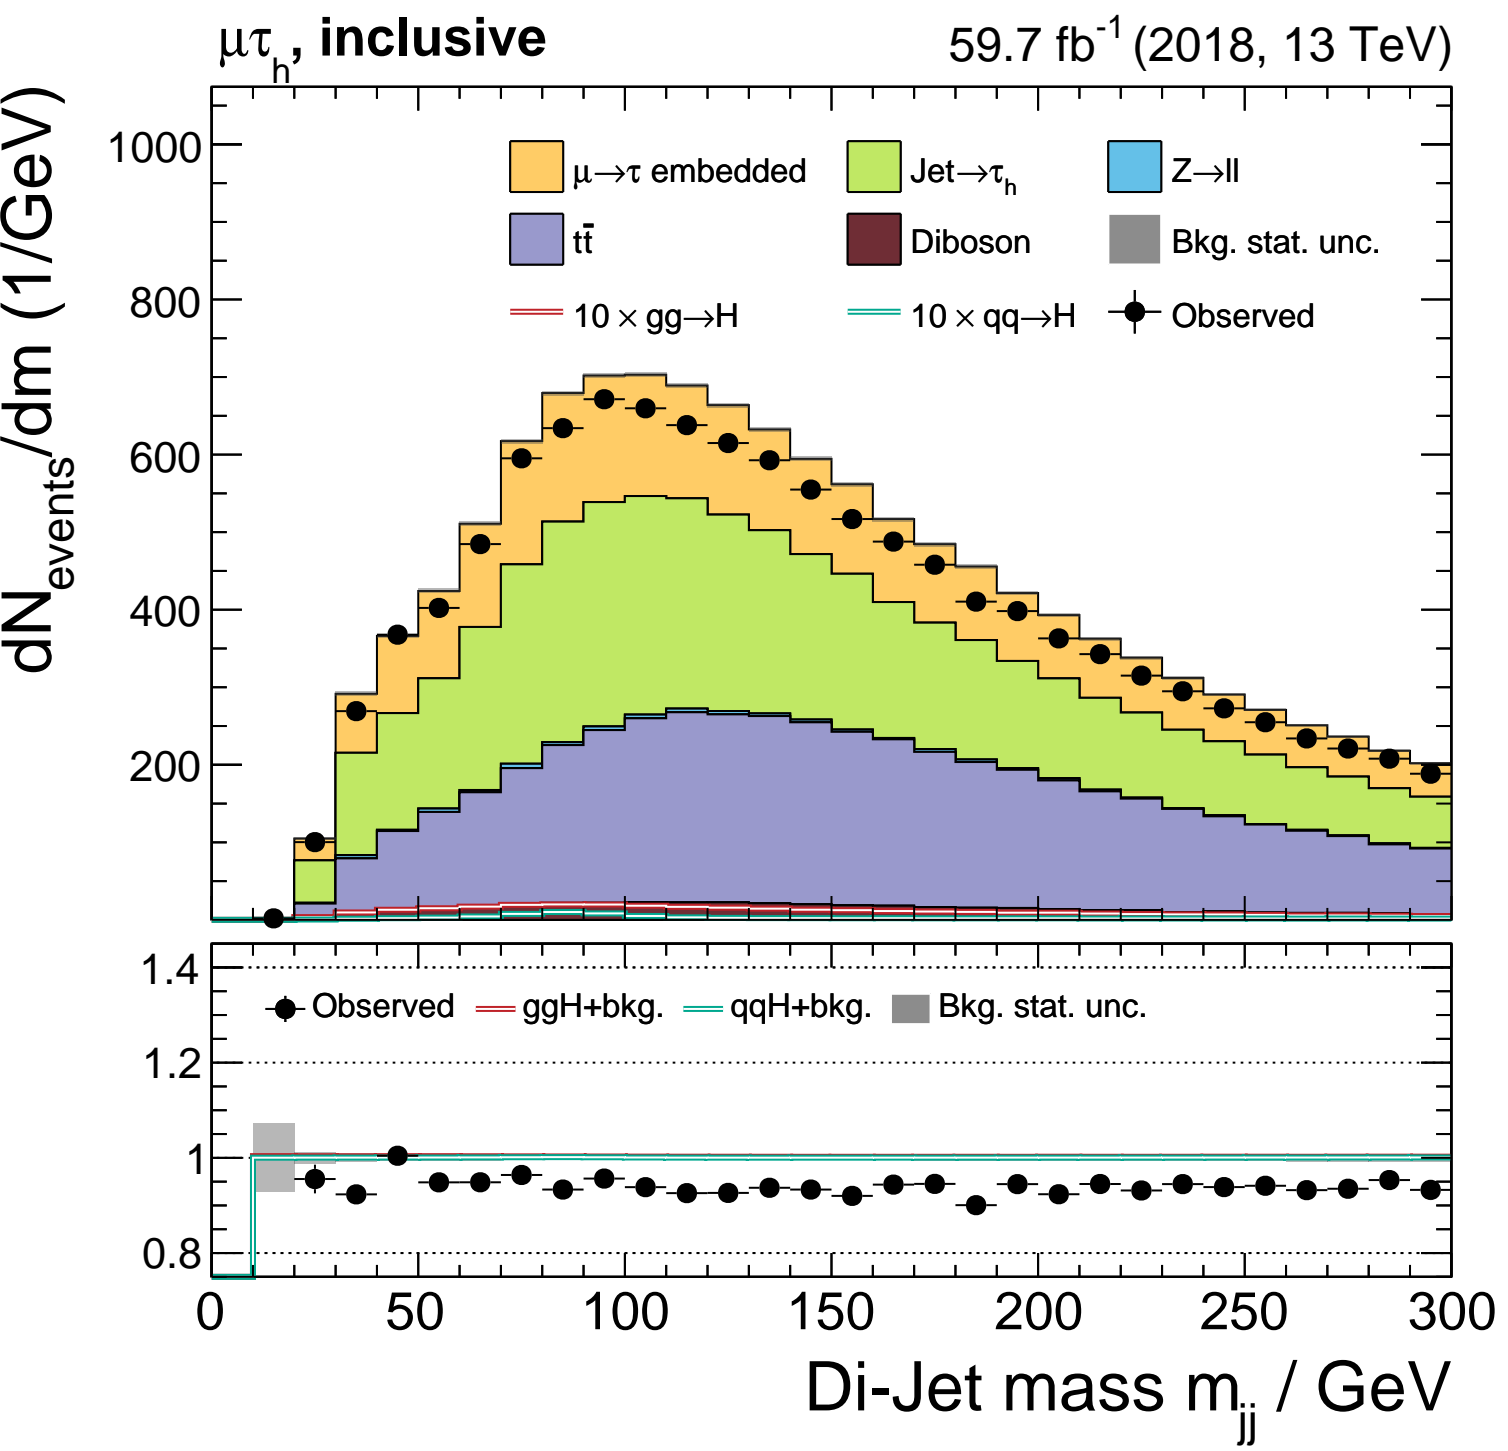 μτh, inclusive 59.7 fb-1 (2018, 13 TeV)
dNevents/dm (1/GeV)
1000
800
600
400
200
μ→τ embedded Jet→τh Z→ll
tt̄ Diboson Bkg. stat. unc.
10 × gg→H 10 × qq→H Observed
1.4
1.2
1
0.8
Observed ggH+bkg. qqH+bkg. Bkg. stat. unc.
0 50 100 150 200 250 300
Di-Jet mass mjj / GeV